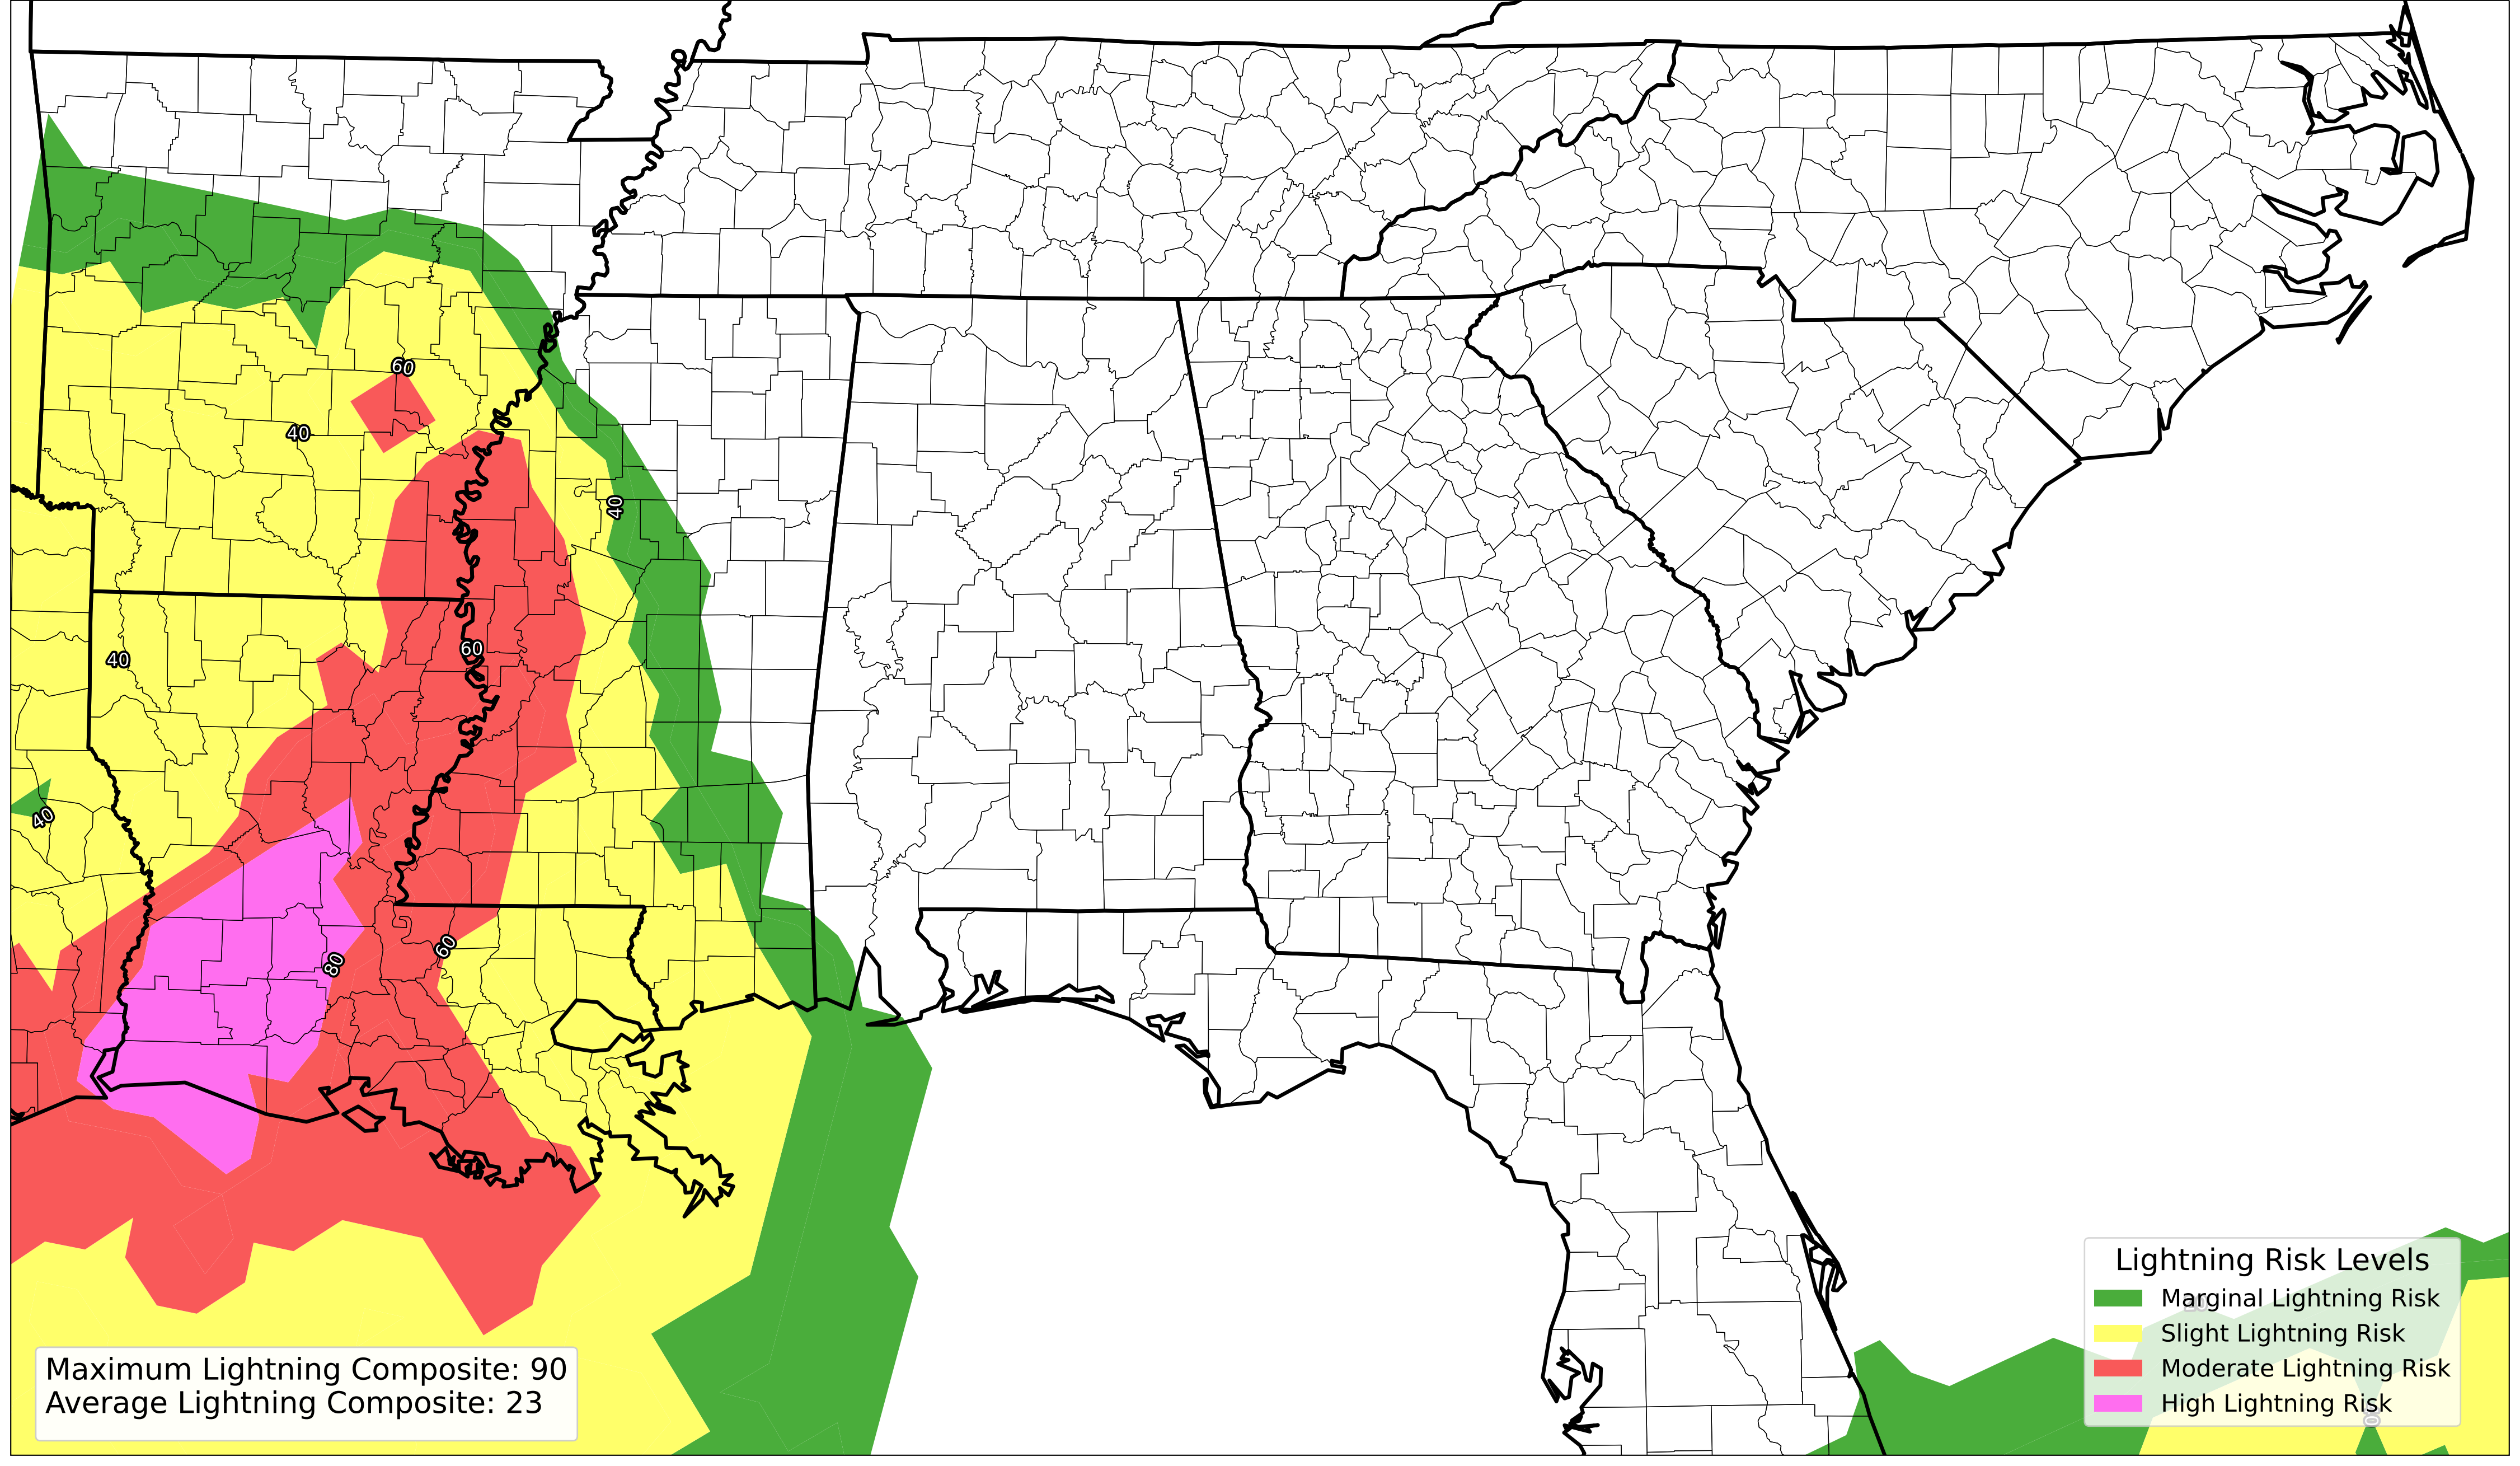 60
40
40
60
40
40
60
80
Lightning Risk Levels
Marginal Lightning Risk
Slight Lightning Risk
Moderate Lightning Risk
High Lightning Risk
Maximum Lightning Composite: 90
Average Lightning Composite: 23